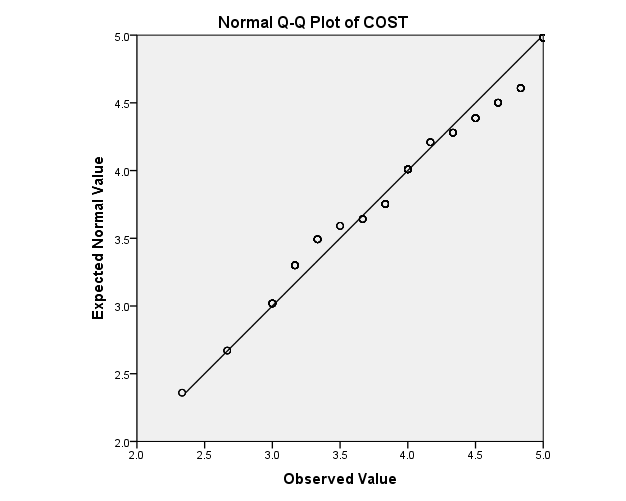 Normal Q-Q Plot of COST
5.0
4.5
4.0
3.5
3.0
2.5
2.0
Expected Normal Value
2.0 2.5 3.0 3.5 4.0 4.5 5.0
Observed Value